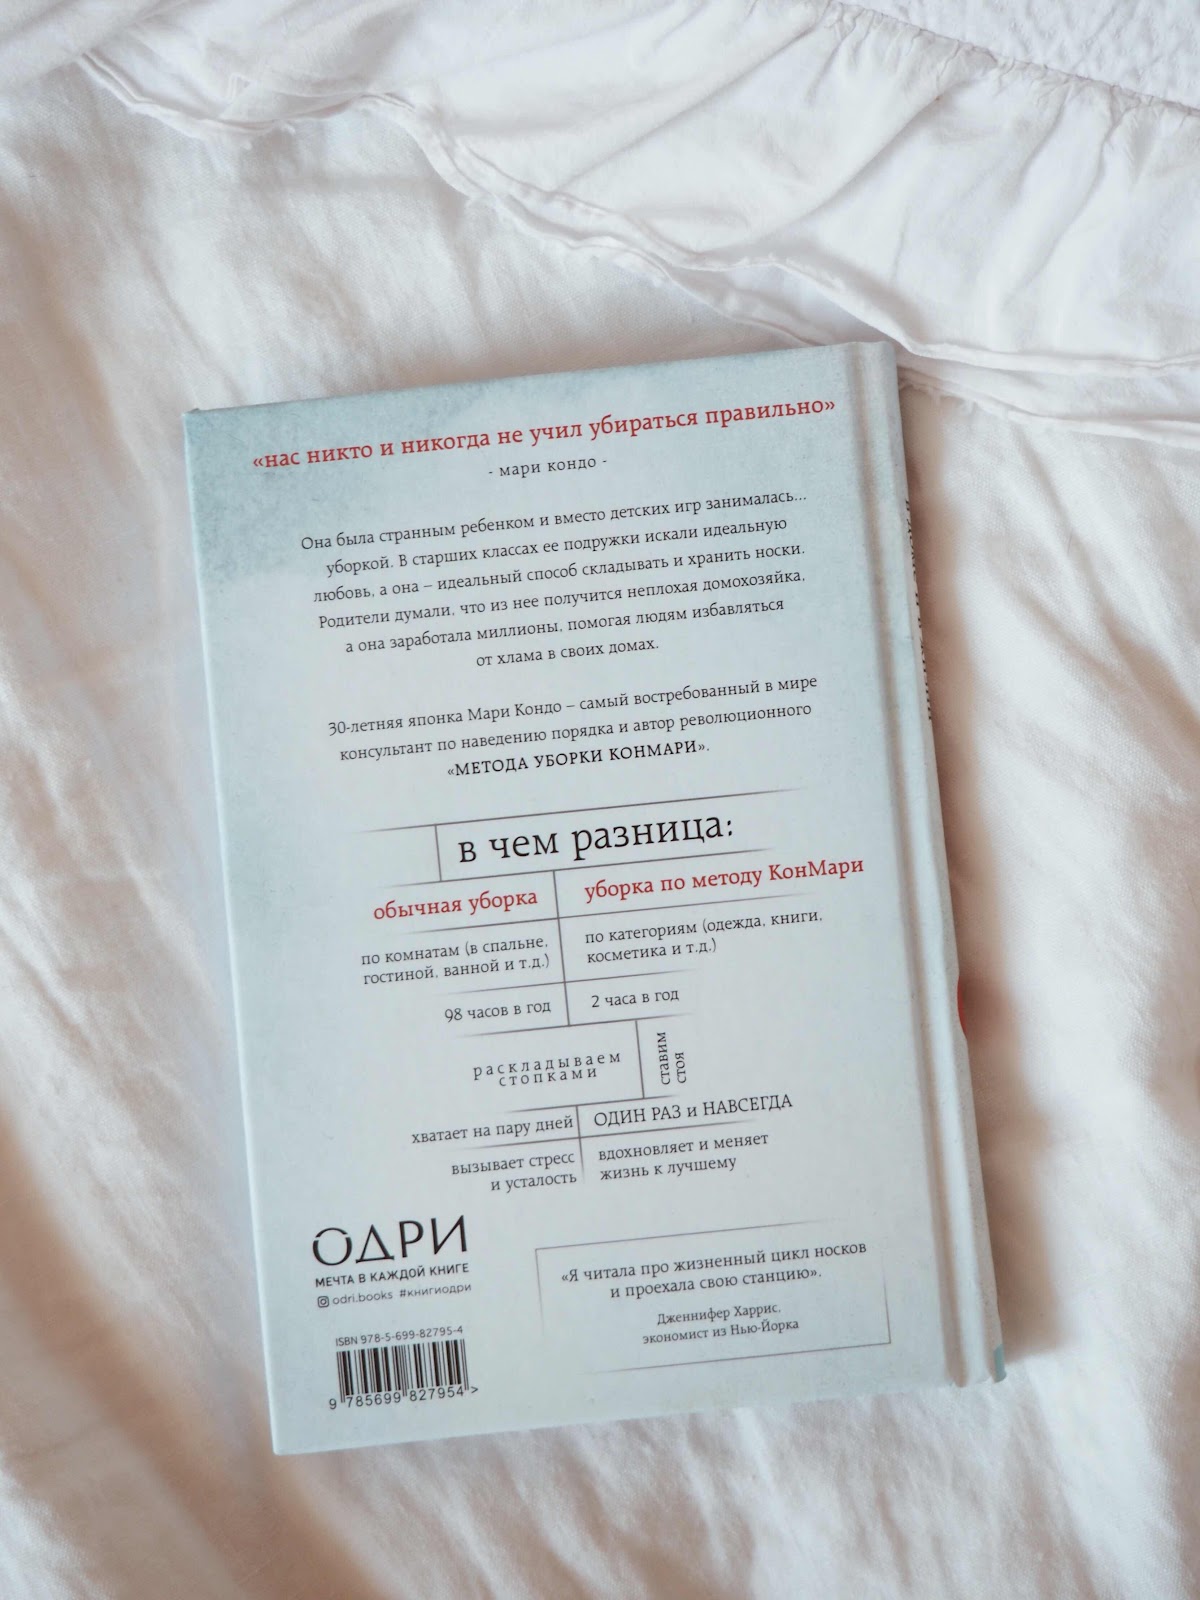 «нас никто и никогда не учил убираться правильно»
- мари кондо -
Она была странным ребенком и вместо детских игр занималась...
уборкой. В старших классах ее подружки искали идеальную
любовь, а она – идеальный способ складывать и хранить носки.
Родители думали, что из нее получится неплохая домохозяйка,
а она заработала миллионы, помогая людям избавляться
от хлама в своих домах.
30-летняя японка Мари Кондо – самый востребованный в мире
консультант по наведению порядка и автор революционного
«МЕТОДА УБОРКИ КОНМАРИ».
в чем разница:
обычная уборка
уборка по методу КонМари
по комнатам (в спальне,
гостиной, ванной и т.д.)
по категориям (одежда, книги,
косметика и т.д.)
98 часов в год
2 часа в год
раскладываем
стопками
ставим
стоя
хватает на пару дней
ОДИН РАЗ и НАВСЕГДА
вызывает стресс
и усталость
вдохновляет и меняет
жизнь к лучшему
ОДРИ
МЕЧТА В КАЖДОЙ КНИГЕ
odri.books #книгиодри
ISBN 978-5-699-82795-4
9 785699 827954 >
«Я читала про жизненный цикл носков
и проехала свою станцию».
Дженнифер Харрис,
экономист из Нью-Йорка